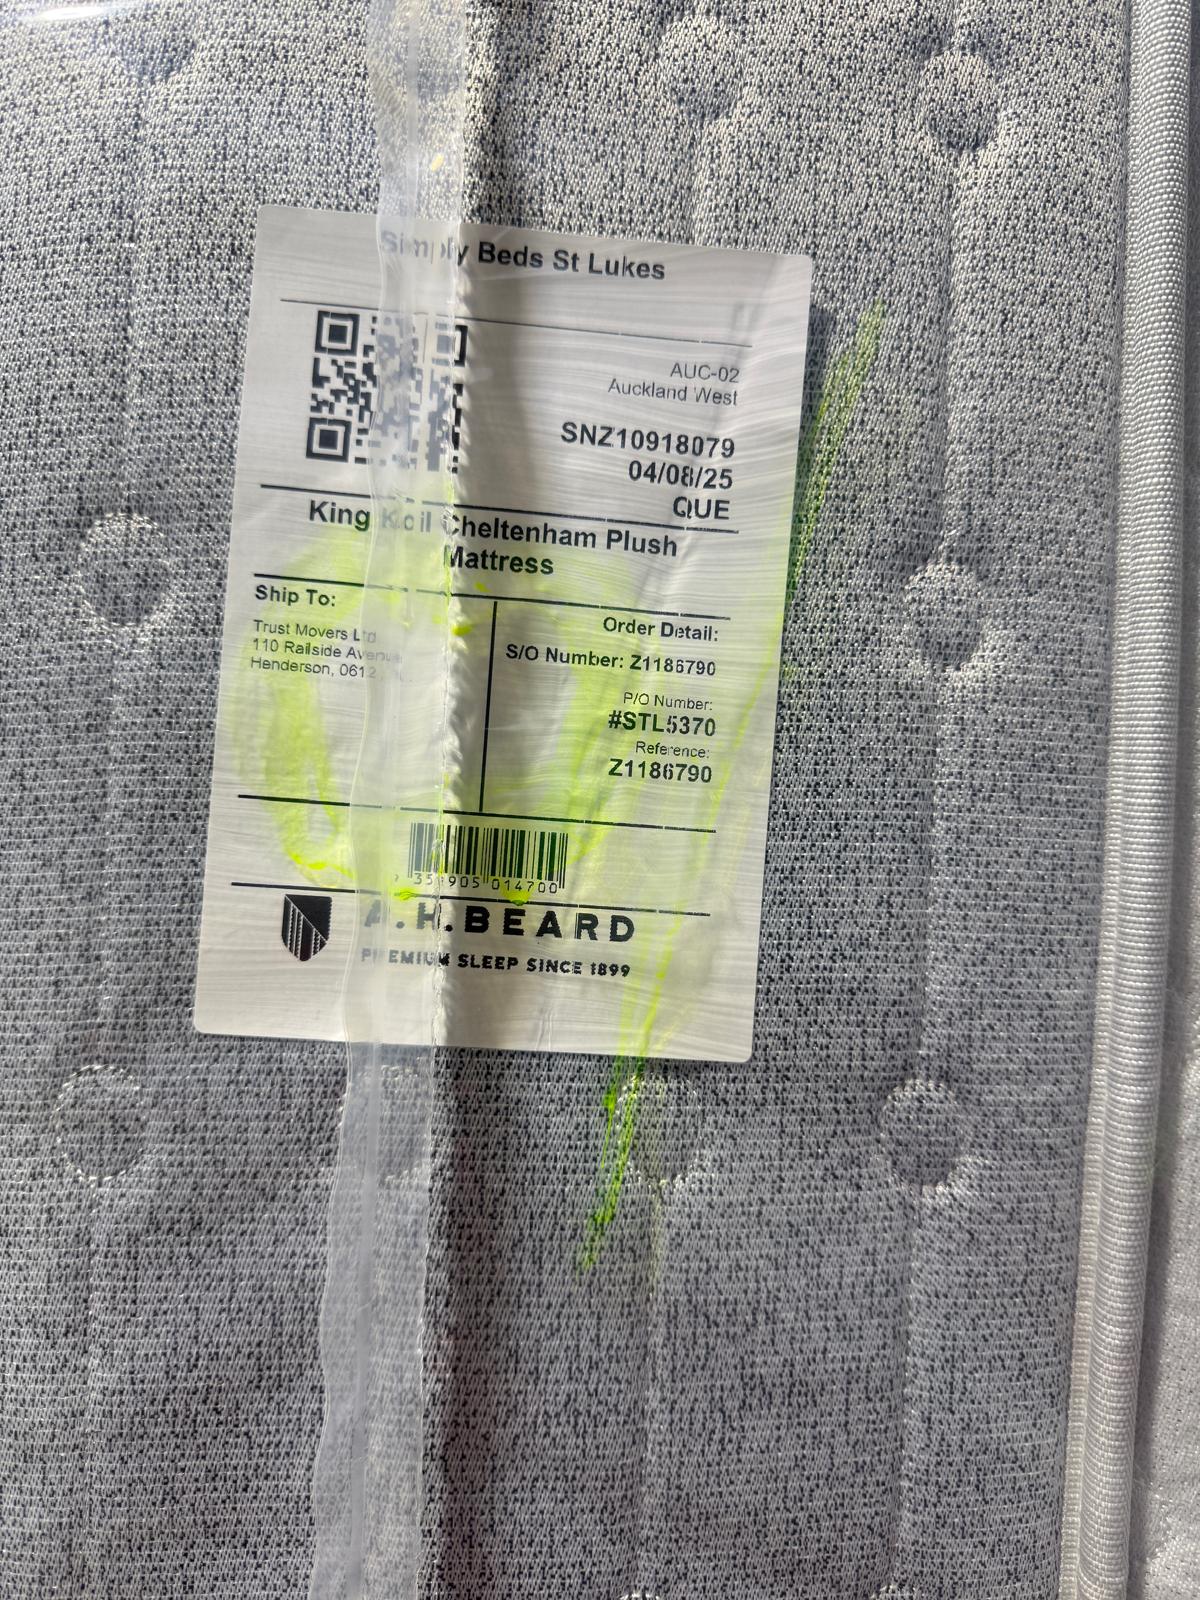 Simply Beds St Lukes
AUC-02
Auckland West
SNZ10918079
04/08/25
QUE
King Koil Cheltenham Plush
Mattress
Ship To:
Trust Movers Ltd
110 Railside Avenue
Henderson, 0612
Order Detail:
S/O Number: Z1186790
P/O Number:
#STL5370
Reference:
Z1186790
905 014700
A.H.BEARD
PREMIUM SLEEP SINCE 1899